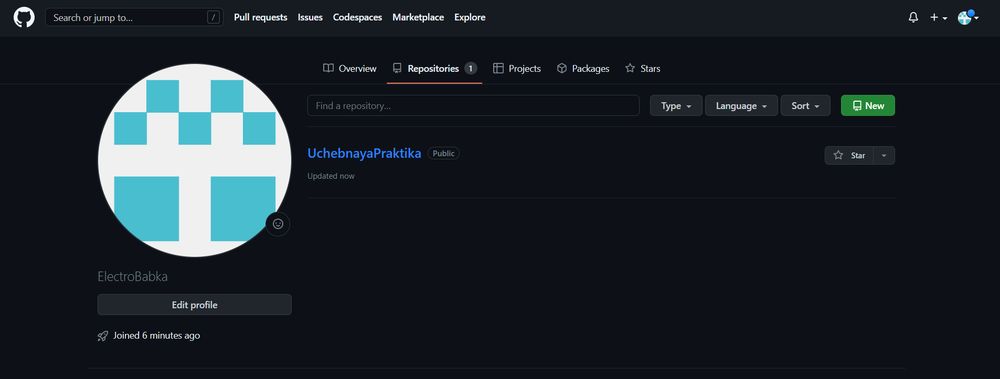 Search or jump to... / Pull requests Issues Codespaces Marketplace Explore
Overview Repositories 1 Projects Packages Stars
Find a repository... Type Language Sort New
UchebnayaPraktika Public Star
Updated now
ElectroBabka
Edit profile
Joined 6 minutes ago